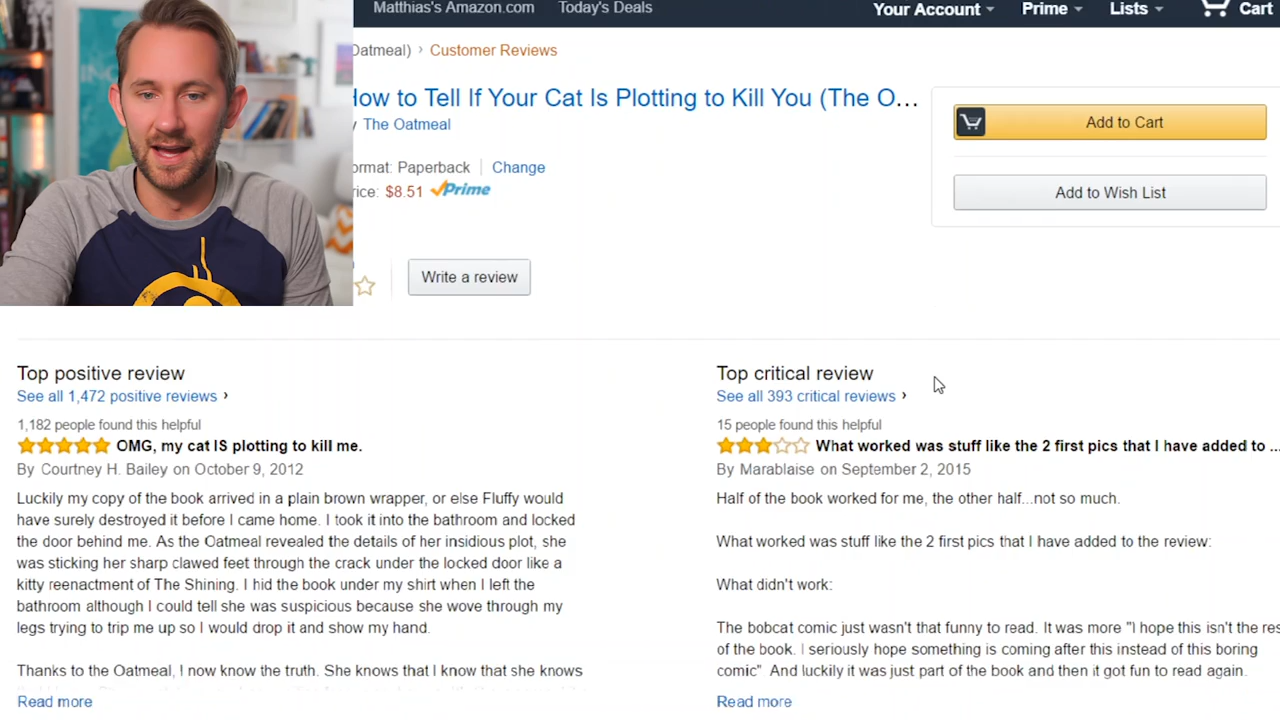 Matthias's Amazon.com Today's Deals Your Account Prime Lists Cart
Oatmeal) › Customer Reviews
How to Tell If Your Cat Is Plotting to Kill You (The O...
The Oatmeal
Format: Paperback Change
Price: $8.51 Prime
Add to Cart
Add to Wish List
Write a review
Top positive review
See all 1,472 positive reviews ›
1,182 people found this helpful
OMG, my cat IS plotting to kill me.
By Courtney H. Bailey on October 9, 2012
Luckily my copy of the book arrived in a plain brown wrapper, or else Fluffy would
have surely destroyed it before I came home. I took it into the bathroom and locked
the door behind me. As the Oatmeal revealed the details of her insidious plot, she
was sticking her sharp clawed feet through the crack under the locked door like a
kitty reenactment of The Shining. I hid the book under my shirt when I left the
bathroom although I could tell she was suspicious because she wove through my
legs trying to trip me up so I would drop it and show my hand.
Thanks to the Oatmeal, I now know the truth. She knows that I know that she knows
Read more
Top critical review
See all 393 critical reviews ›
15 people found this helpful
What worked was stuff like the 2 first pics that I have added to ...
By Marablaise on September 2, 2015
Half of the book worked for me, the other half...not so much.
What worked was stuff like the 2 first pics that I have added to the review:
What didn't work:
The bobcat comic just wasn't that funny to read. It was more "I hope this isn't the res
of the book. I seriously hope something is coming after this instead of this boring
comic" And luckily it was just part of the book and then it got fun to read again.
Read more